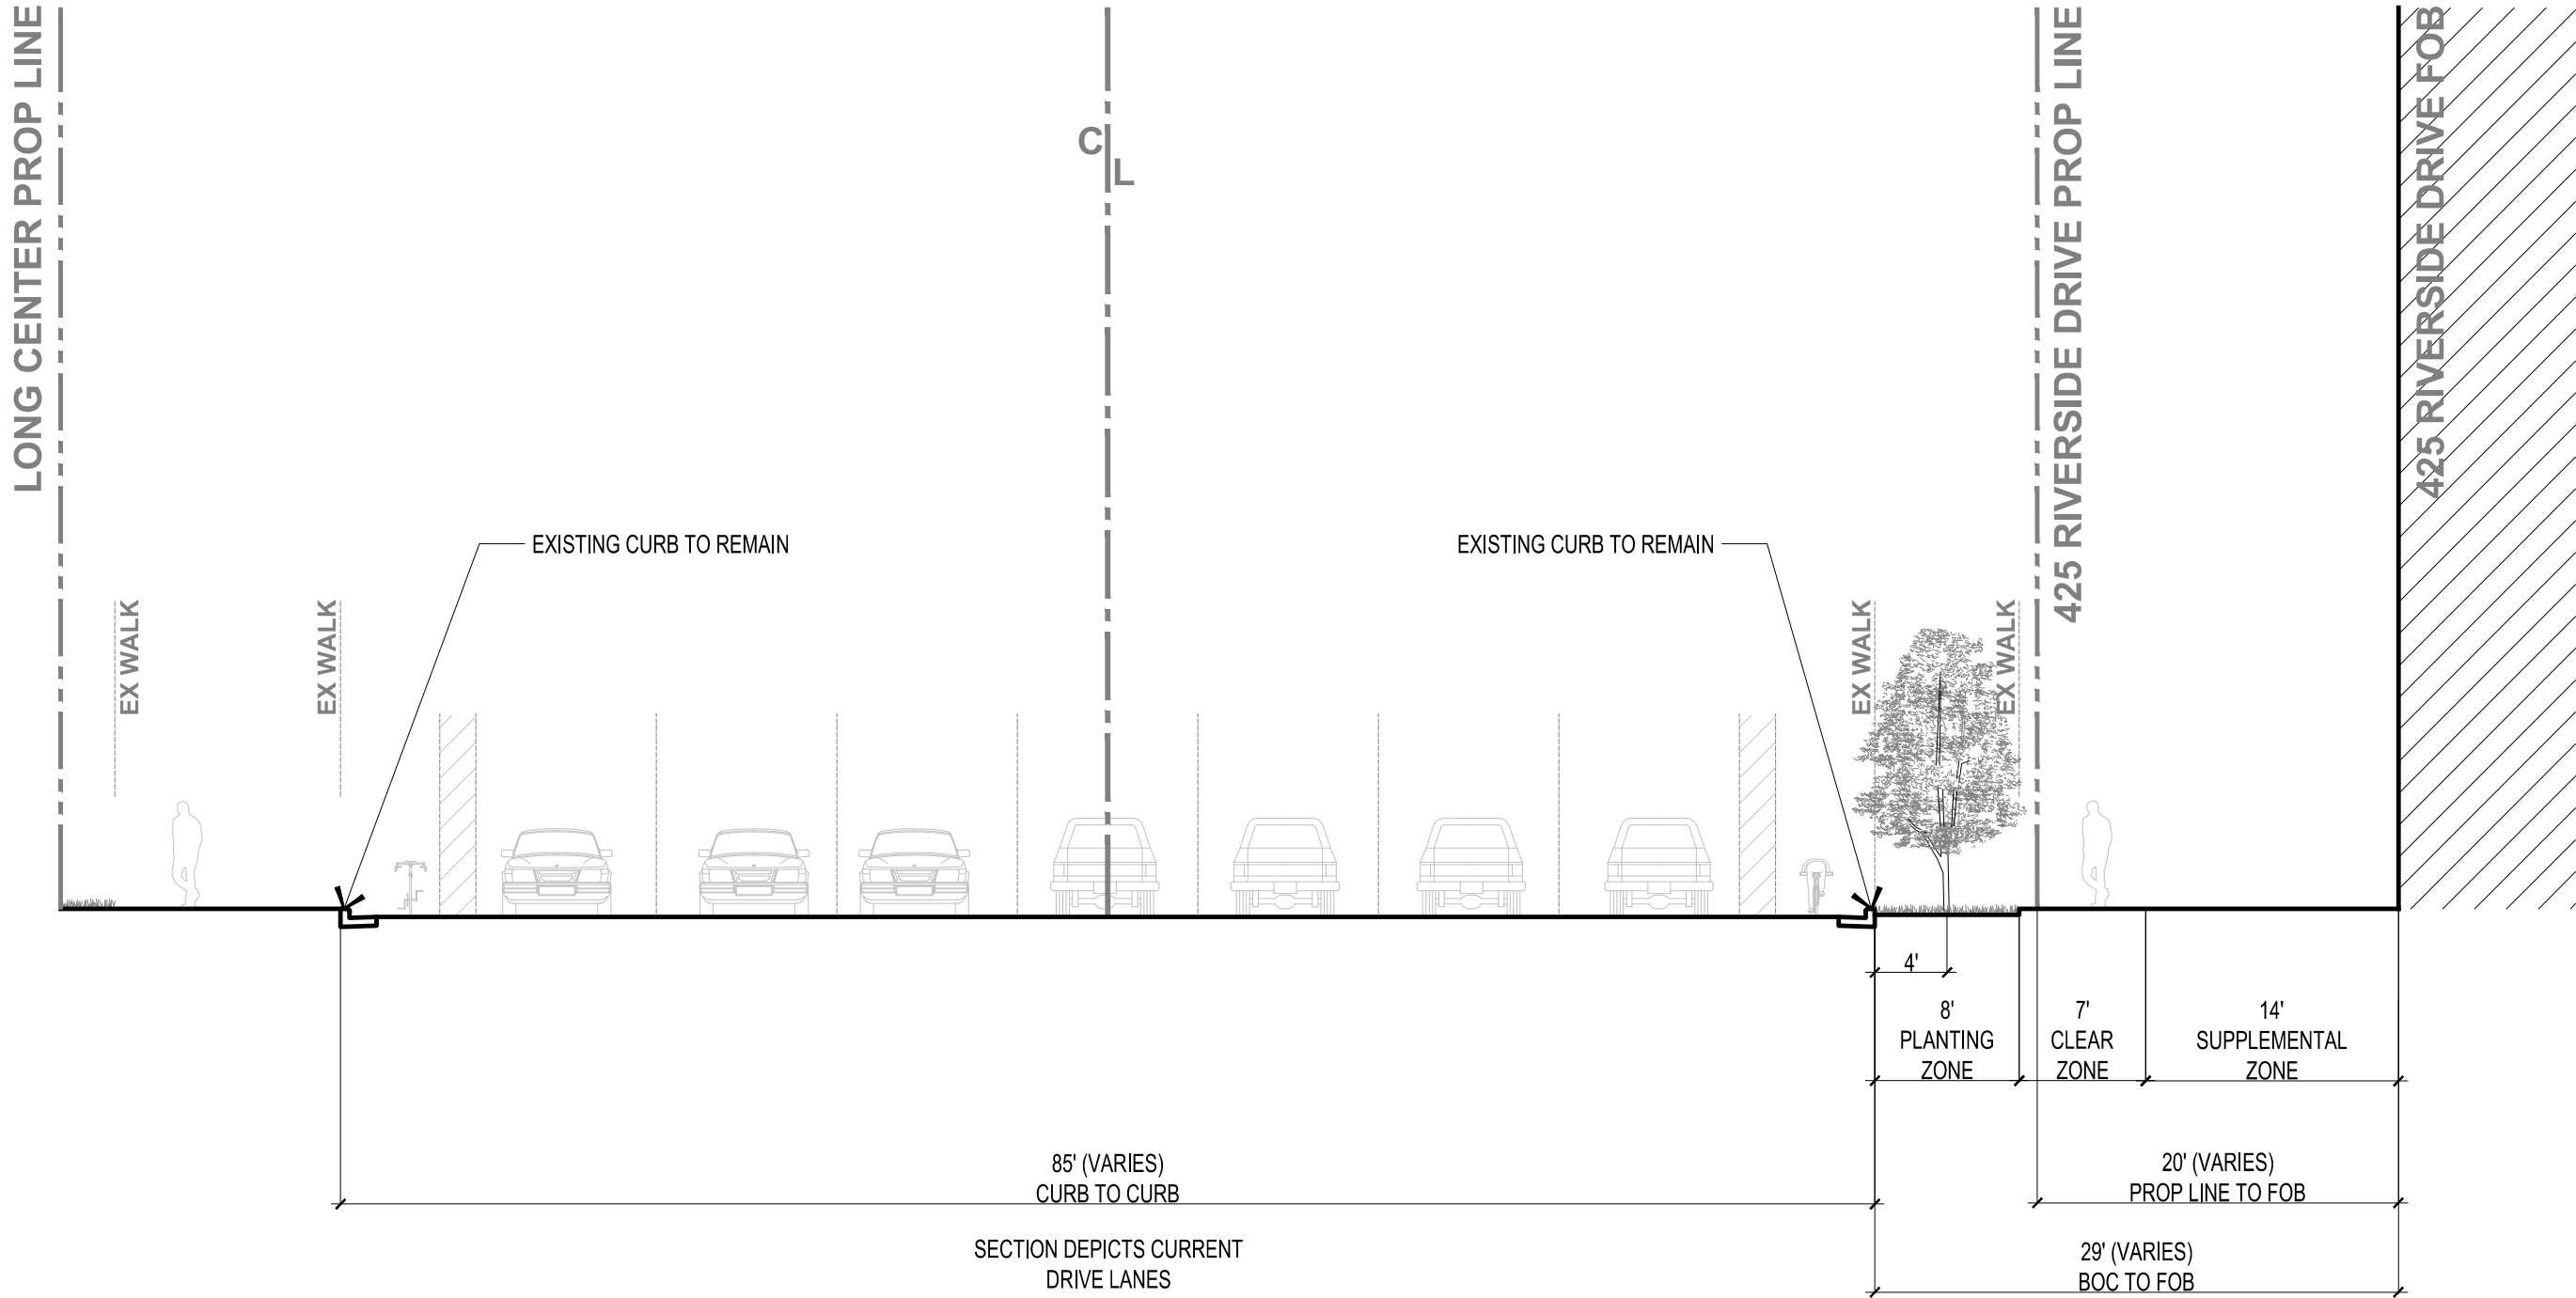 LONG CENTER PROP LINE
C
L
425 RIVERSIDE DRIVE PROP LINE
425 RIVERSIDE DRIVE FOB
EXISTING CURB TO REMAIN
EXISTING CURB TO REMAIN
EX WALK
EX WALK
EX WALK
EX WALK
4'
8'
PLANTING
ZONE
7'
CLEAR
ZONE
14'
SUPPLEMENTAL
ZONE
85' (VARIES)
CURB TO CURB
20' (VARIES)
PROP LINE TO FOB
SECTION DEPICTS CURRENT
DRIVE LANES
29' (VARIES)
BOC TO FOB